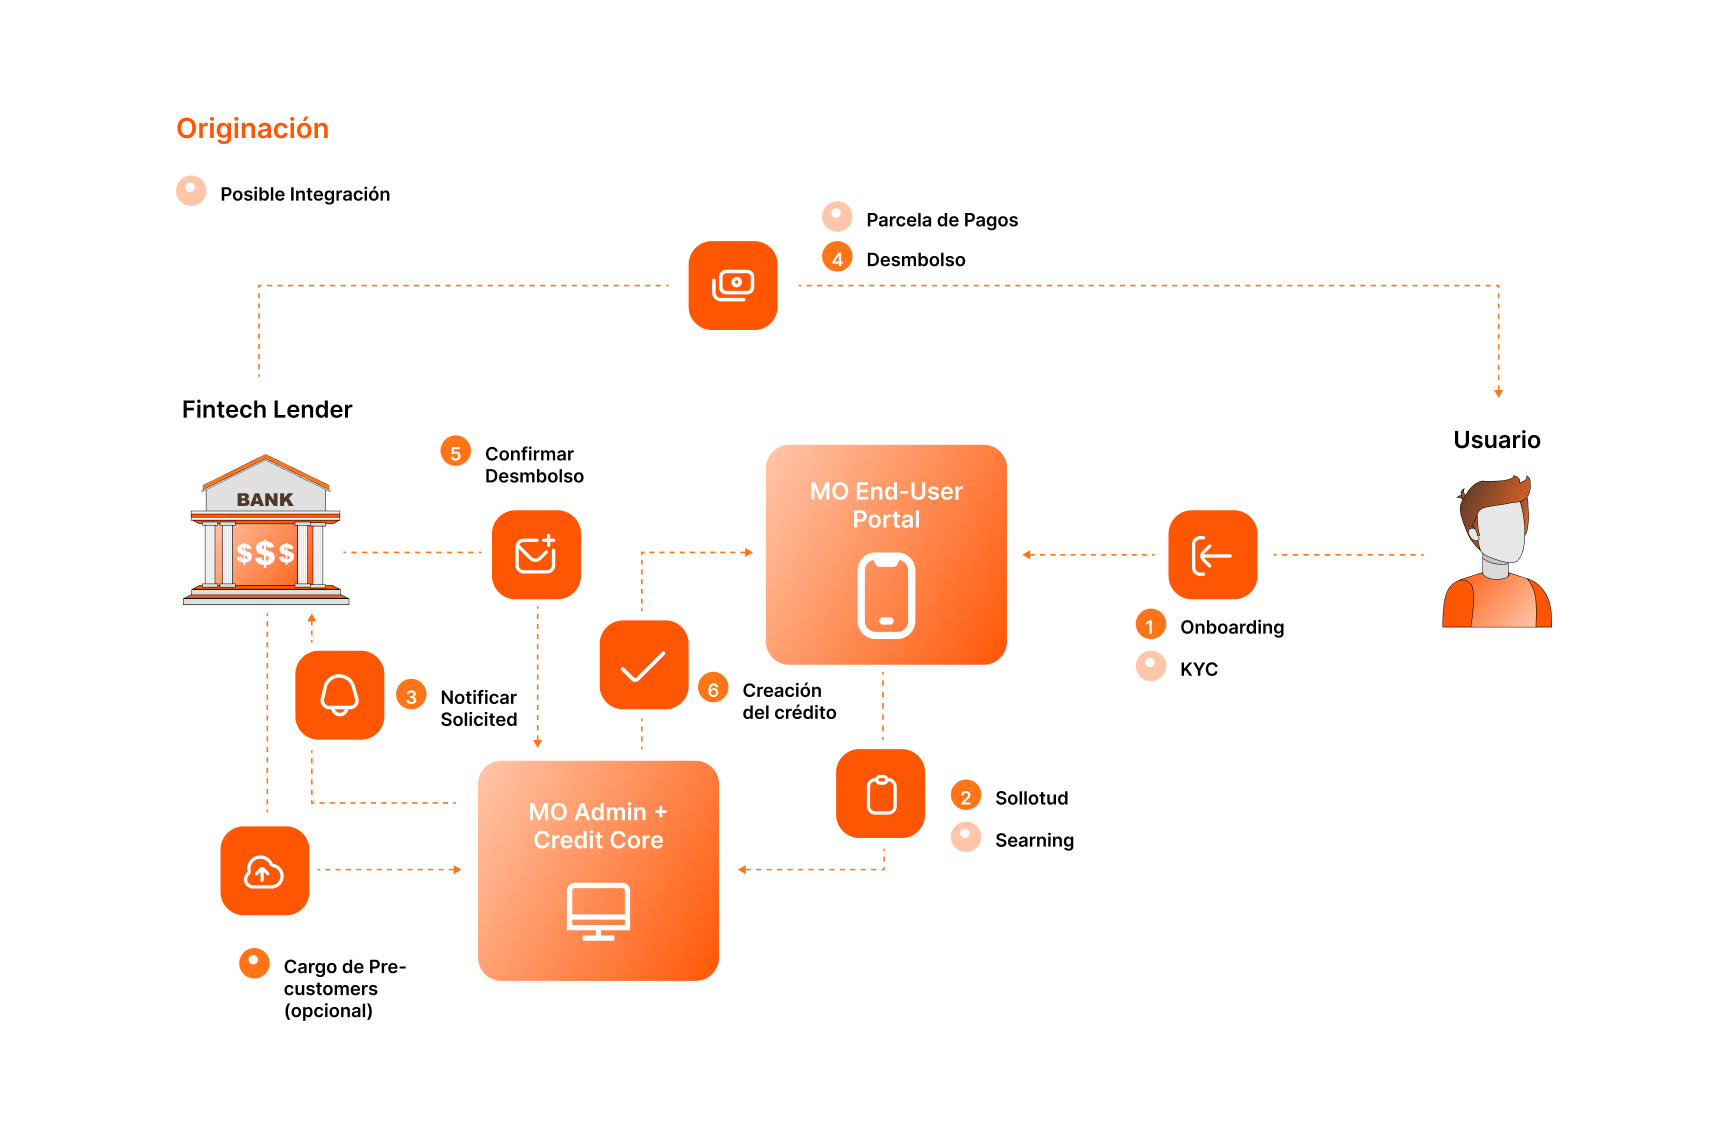 Originación
Posible Integración
Parcela de Pagos
4 Desmbolso
Fintech Lender
BANK
$$$
5 Confirmar
Desmbolso
MO End-User
Portal
Usuario
1 Onboarding
KYC
3 Notificar
Solicited
6 Creación
del crédito
MO Admin +
Credit Core
2 Sollotud
Searning
Cargo de Pre-
customers
(opcional)